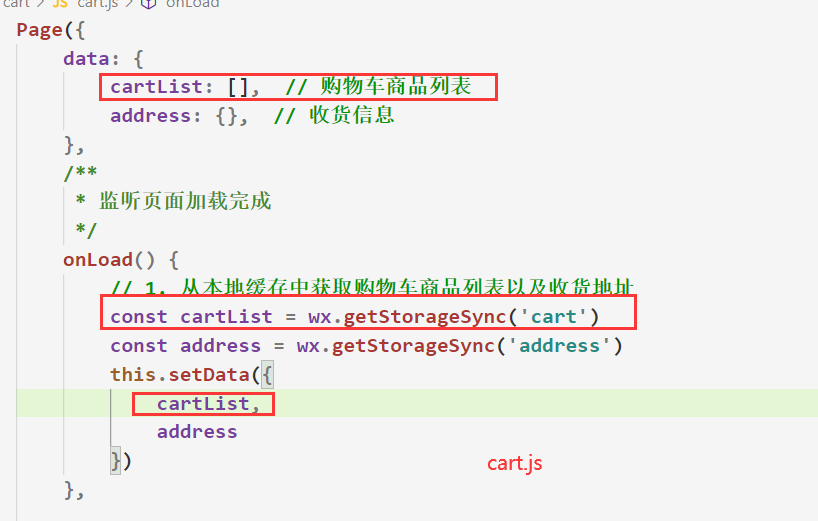 cart > JS cart.js > onLoad
Page({
data: {
cartList: [], // 购物车商品列表
address: {}, // 收货信息
},
/**
* 监听页面加载完成
*/
onLoad() {
// 1. 从本地缓存中获取购物车商品列表以及收货地址
const cartList = wx.getStorageSync('cart')
const address = wx.getStorageSync('address')
this.setData({
cartList,
address
})
cart.js
},